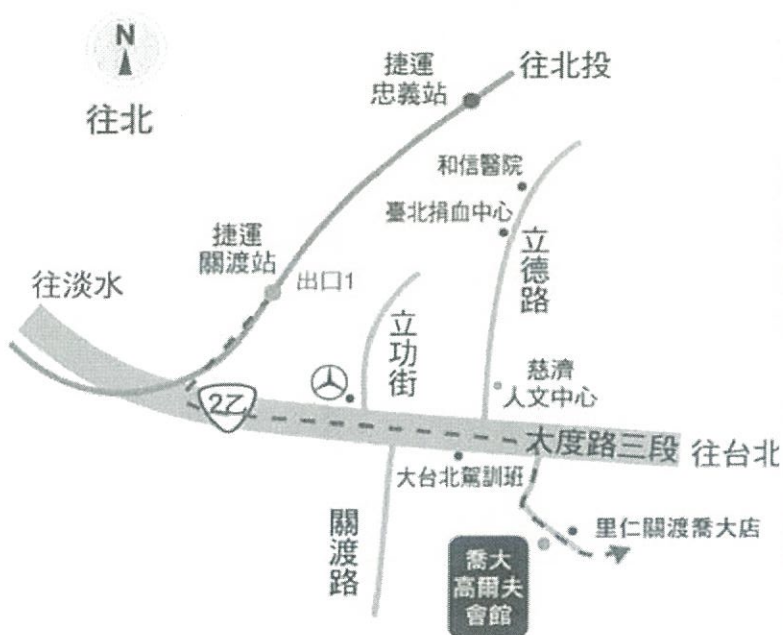 N
往北
捷運
忠義站
往北投
和信醫院
臺北捐血中心
立德路
捷運
關渡站
出口1
往淡水
立功街
慈濟
人文中心
2乙
大度路三段
往台北
大台北駕訓班
關渡路
里仁關渡喬大店
喬大
高爾夫
會館